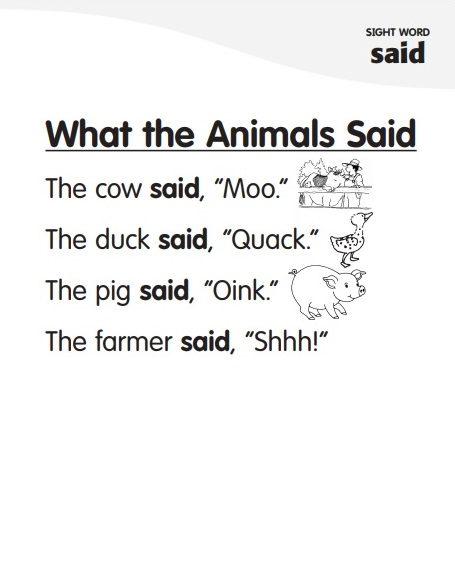 SIGHT WORD
said
What the Animals Said
The cow said, “Moo.”
The duck said, “Quack.”
The pig said, “Oink.”
The farmer said, “Shhh!”